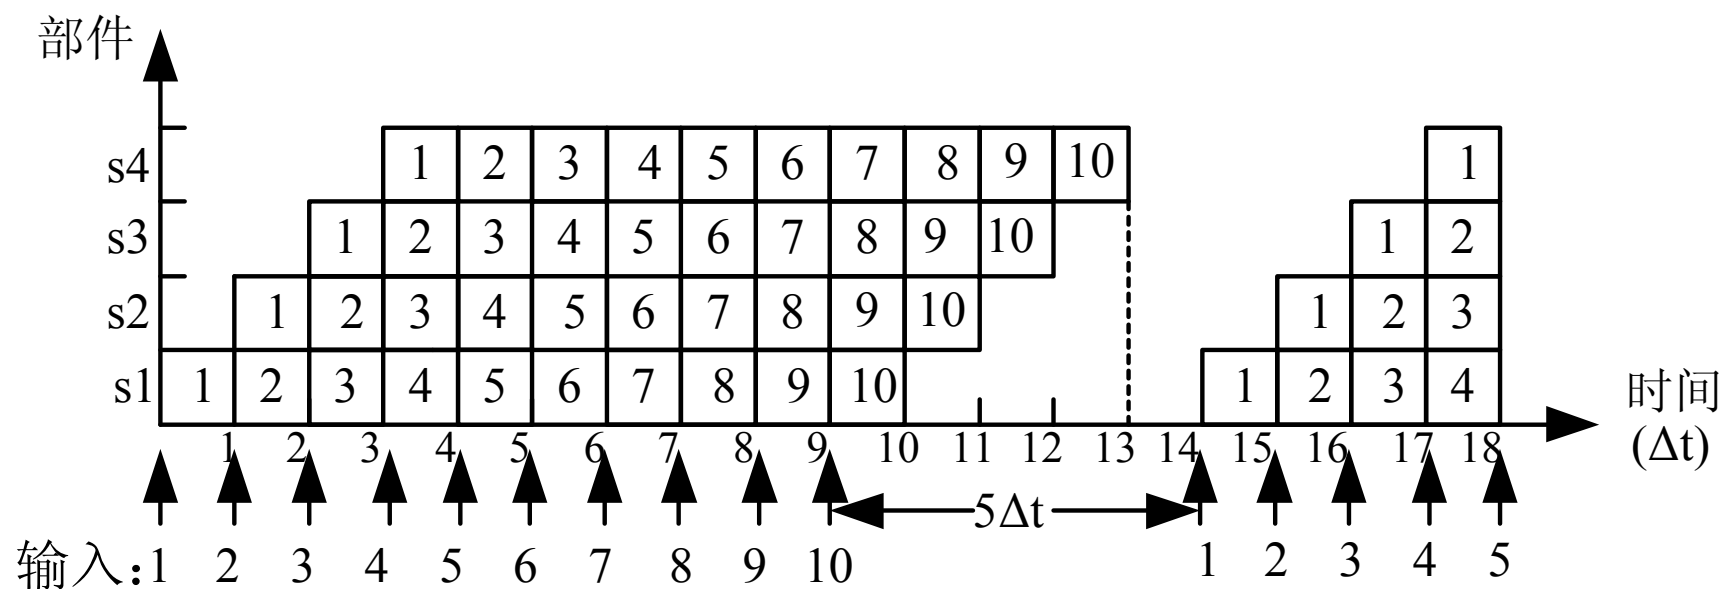 部件
s4 1 2 3 4 5 6 7 8 9 10 1
s3 1 2 3 4 5 6 7 8 9 10 1 2
s2 1 2 3 4 5 6 7 8 9 10 1 2 3
s1 1 2 3 4 5 6 7 8 9 10 1 2 3 4
时间
(Δt)
1 2 3 4 5 6 7 8 9 10 11 12 13 14 15 16 17 18
5Δt
输入:1 2 3 4 5 6 7 8 9 10 1 2 3 4 5